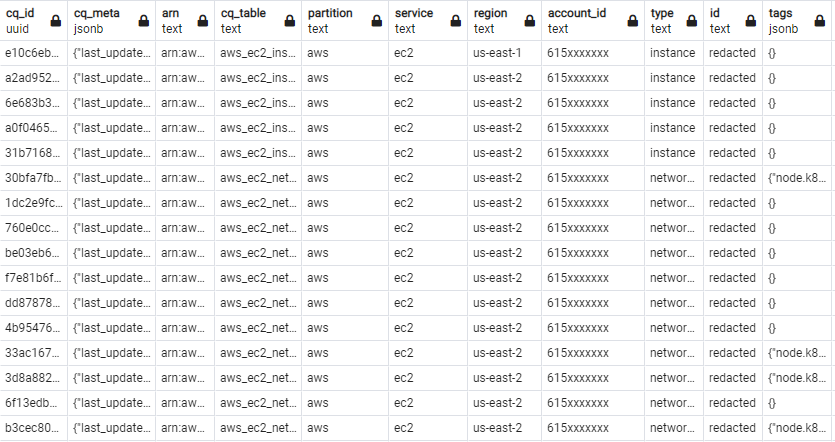 cq_id cq_meta arn cq_table partition service region account_id type id tags
uuid jsonb text text text text text text text text jsonb
e10c6eb... {"last_update... arn:aw... aws_ec2_ins... aws ec2 us-east-1 615xxxxxxx instance redacted {}
a2ad952... {"last_update... arn:aw... aws_ec2_ins... aws ec2 us-east-2 615xxxxxxx instance redacted {}
6e683b3... {"last_update... arn:aw... aws_ec2_ins... aws ec2 us-east-2 615xxxxxxx instance redacted {}
a0f0465... {"last_update... arn:aw... aws_ec2_ins... aws ec2 us-east-2 615xxxxxxx instance redacted {}
31b7168... {"last_update... arn:aw... aws_ec2_ins... aws ec2 us-east-2 615xxxxxxx instance redacted {}
30bfa7fb... {"last_update... arn:aw... aws_ec2_net... aws ec2 us-east-2 615xxxxxxx networ... redacted {"node.k8...
1dc2e9fc... {"last_update... arn:aw... aws_ec2_net... aws ec2 us-east-2 615xxxxxxx networ... redacted {}
760e0cc... {"last_update... arn:aw... aws_ec2_net... aws ec2 us-east-2 615xxxxxxx networ... redacted {}
be03eb6... {"last_update... arn:aw... aws_ec2_net... aws ec2 us-east-2 615xxxxxxx networ... redacted {}
f7e81b6f... {"last_update... arn:aw... aws_ec2_net... aws ec2 us-east-2 615xxxxxxx networ... redacted {}
dd87878... {"last_update... arn:aw... aws_ec2_net... aws ec2 us-east-2 615xxxxxxx networ... redacted {}
4b95476... {"last_update... arn:aw... aws_ec2_net... aws ec2 us-east-2 615xxxxxxx networ... redacted {}
33ac167... {"last_update... arn:aw... aws_ec2_net... aws ec2 us-east-2 615xxxxxxx networ... redacted {"node.k8...
3d8a882... {"last_update... arn:aw... aws_ec2_net... aws ec2 us-east-2 615xxxxxxx networ... redacted {"node.k8...
6f13edb... {"last_update... arn:aw... aws_ec2_net... aws ec2 us-east-2 615xxxxxxx networ... redacted {}
b3cec80... {"last_update... arn:aw... aws_ec2_net... aws ec2 us-east-2 615xxxxxxx networ... redacted {"node.k8...